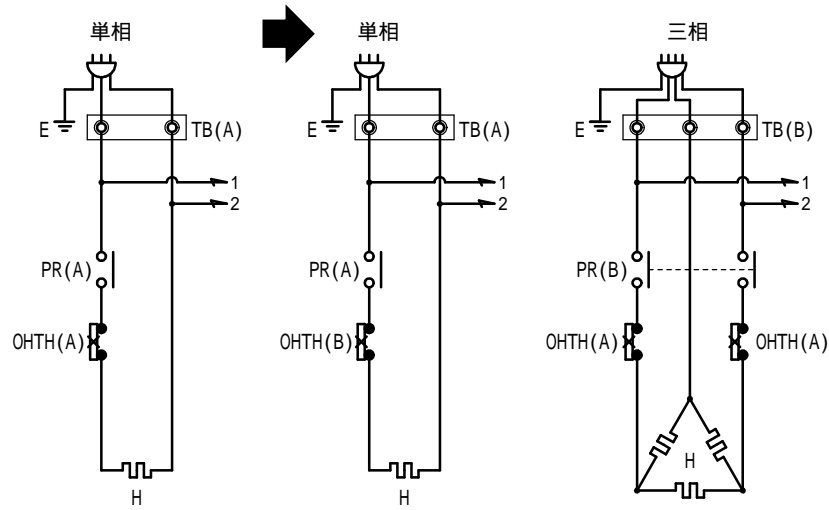 単相
E
TB(A)
1
2
PR(A)
OHTH(A)
H
単相
E
TB(A)
1
2
PR(A)
OHTH(B)
H
三相
E
TB(B)
1
2
PR(B)
OHTH(A)
OHTH(A)
H